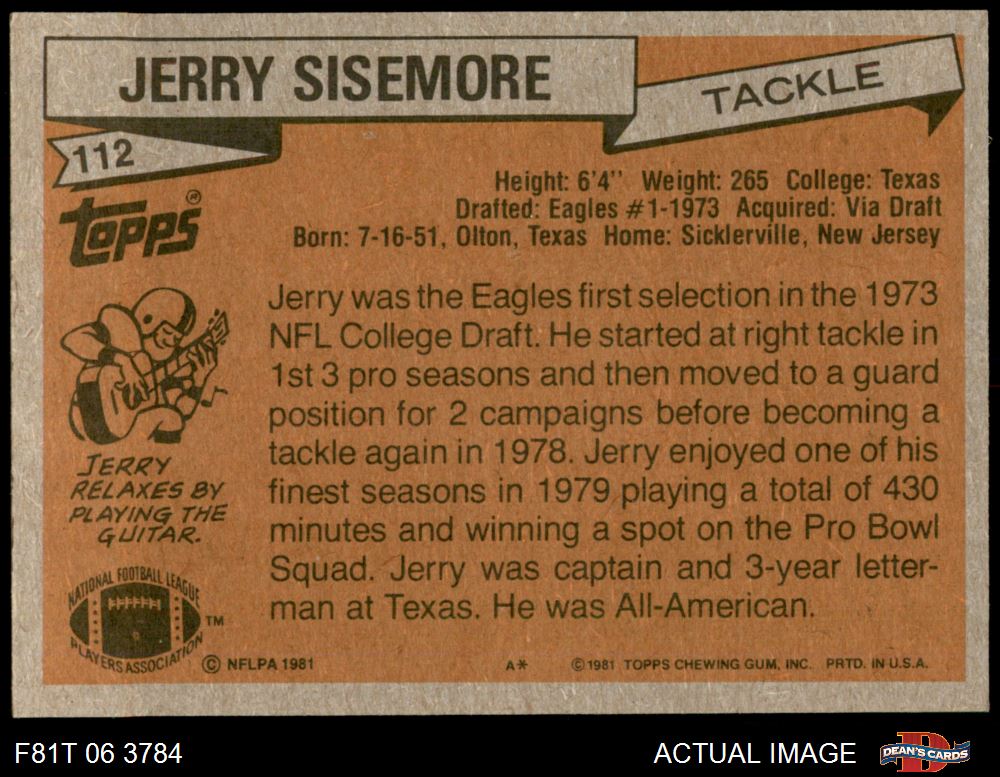 JERRY SISEMORE
TACKLE
112
topps®
Height: 6'4'' Weight: 265 College: Texas
Drafted: Eagles #1-1973 Acquired: Via Draft
Born: 7-16-51, Olton, Texas Home: Sicklerville, New Jersey
Jerry was the Eagles first selection in the 1973
NFL College Draft. He started at right tackle in
1st 3 pro seasons and then moved to a guard
position for 2 campaigns before becoming a
tackle again in 1978. Jerry enjoyed one of his
finest seasons in 1979 playing a total of 430
minutes and winning a spot on the Pro Bowl
Squad. Jerry was captain and 3-year letter-
man at Texas. He was All-American.
JERRY
RELAXES BY
PLAYING THE
GUITAR.
NATIONAL FOOTBALL LEAGUE
PLAYERS ASSOCIATION
TM
© NFLPA 1981
A*
© 1981 TOPPS CHEWING GUM, INC. PRTD. IN U.S.A.
F81T 06 3784
ACTUAL IMAGE
D
DEAN'S CARDS